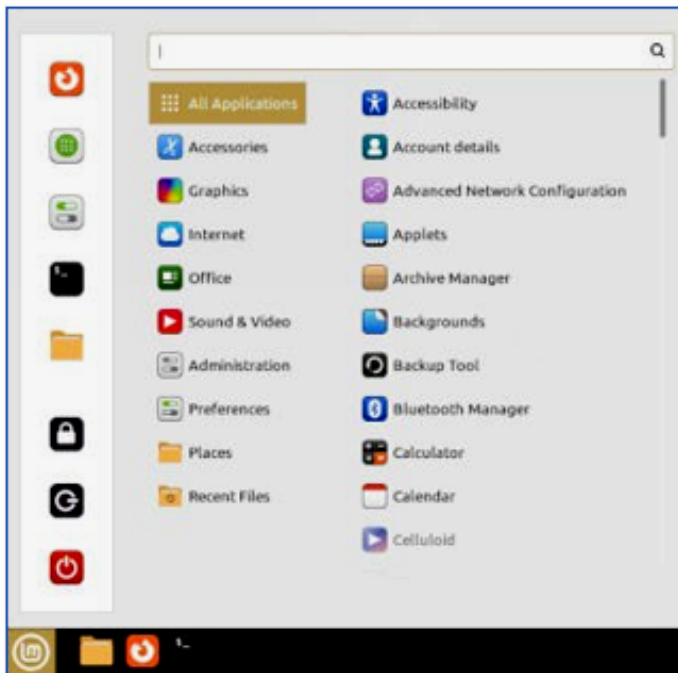 All Applications
Accessories
Graphics
Internet
Office
Sound & Video
Administration
Preferences
Places
Recent Files
Accessibility
Account details
Advanced Network Configuration
Applets
Archive Manager
Backgrounds
Backup Tool
Bluetooth Manager
Calculator
Calendar
Celluloid